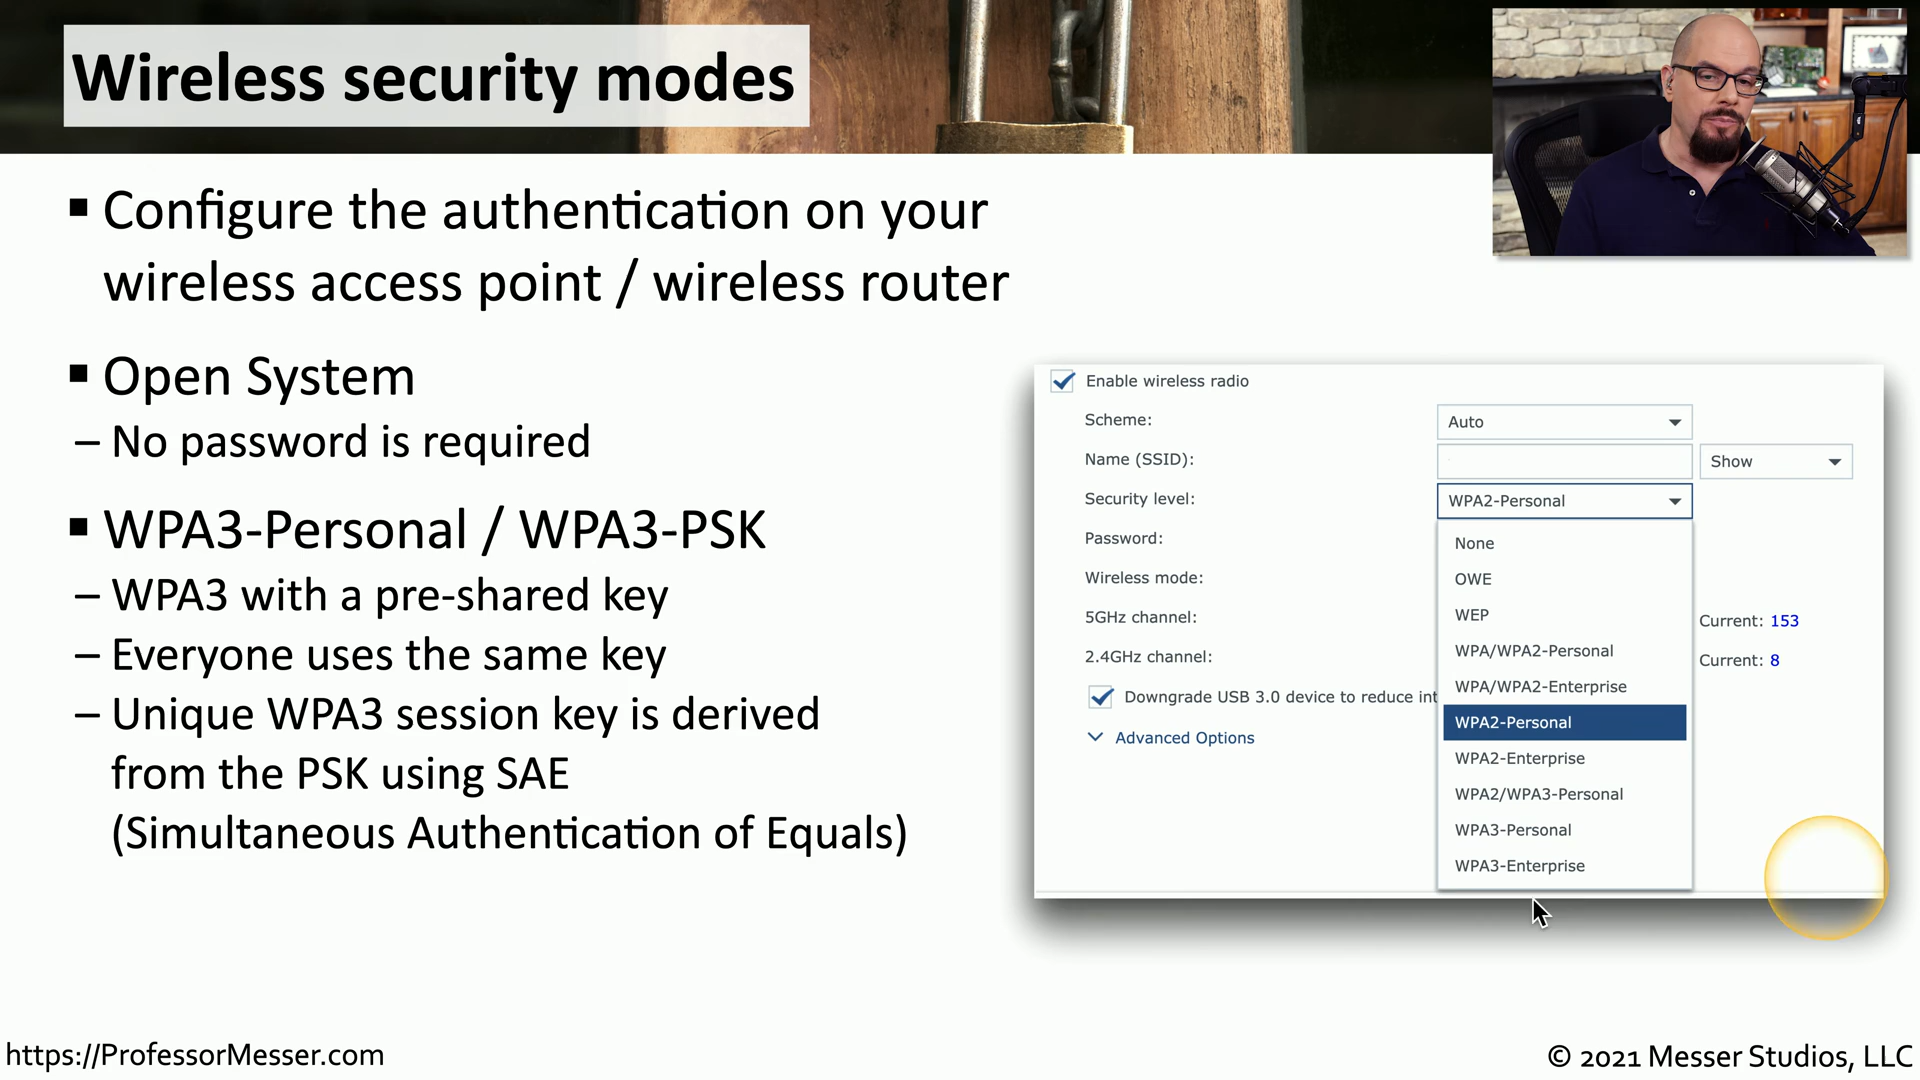 Wireless security modes
▪ Configure the authentication on your
wireless access point / wireless router
▪ Open System
– No password is required
▪ WPA3-Personal / WPA3-PSK
– WPA3 with a pre-shared key
– Everyone uses the same key
– Unique WPA3 session key is derived
from the PSK using SAE
(Simultaneous Authentication of Equals)
Enable wireless radio
Scheme: Auto
Name (SSID): Show
Security level: WPA2-Personal
Password:
Wireless mode:
5GHz channel: Current: 153
2.4GHz channel: Current: 8
Downgrade USB 3.0 device to reduce int
Advanced Options
None
OWE
WEP
WPA/WPA2-Personal
WPA/WPA2-Enterprise
WPA2-Personal
WPA2-Enterprise
WPA2/WPA3-Personal
WPA3-Personal
WPA3-Enterprise
https://ProfessorMesser.com
© 2021 Messer Studios, LLC